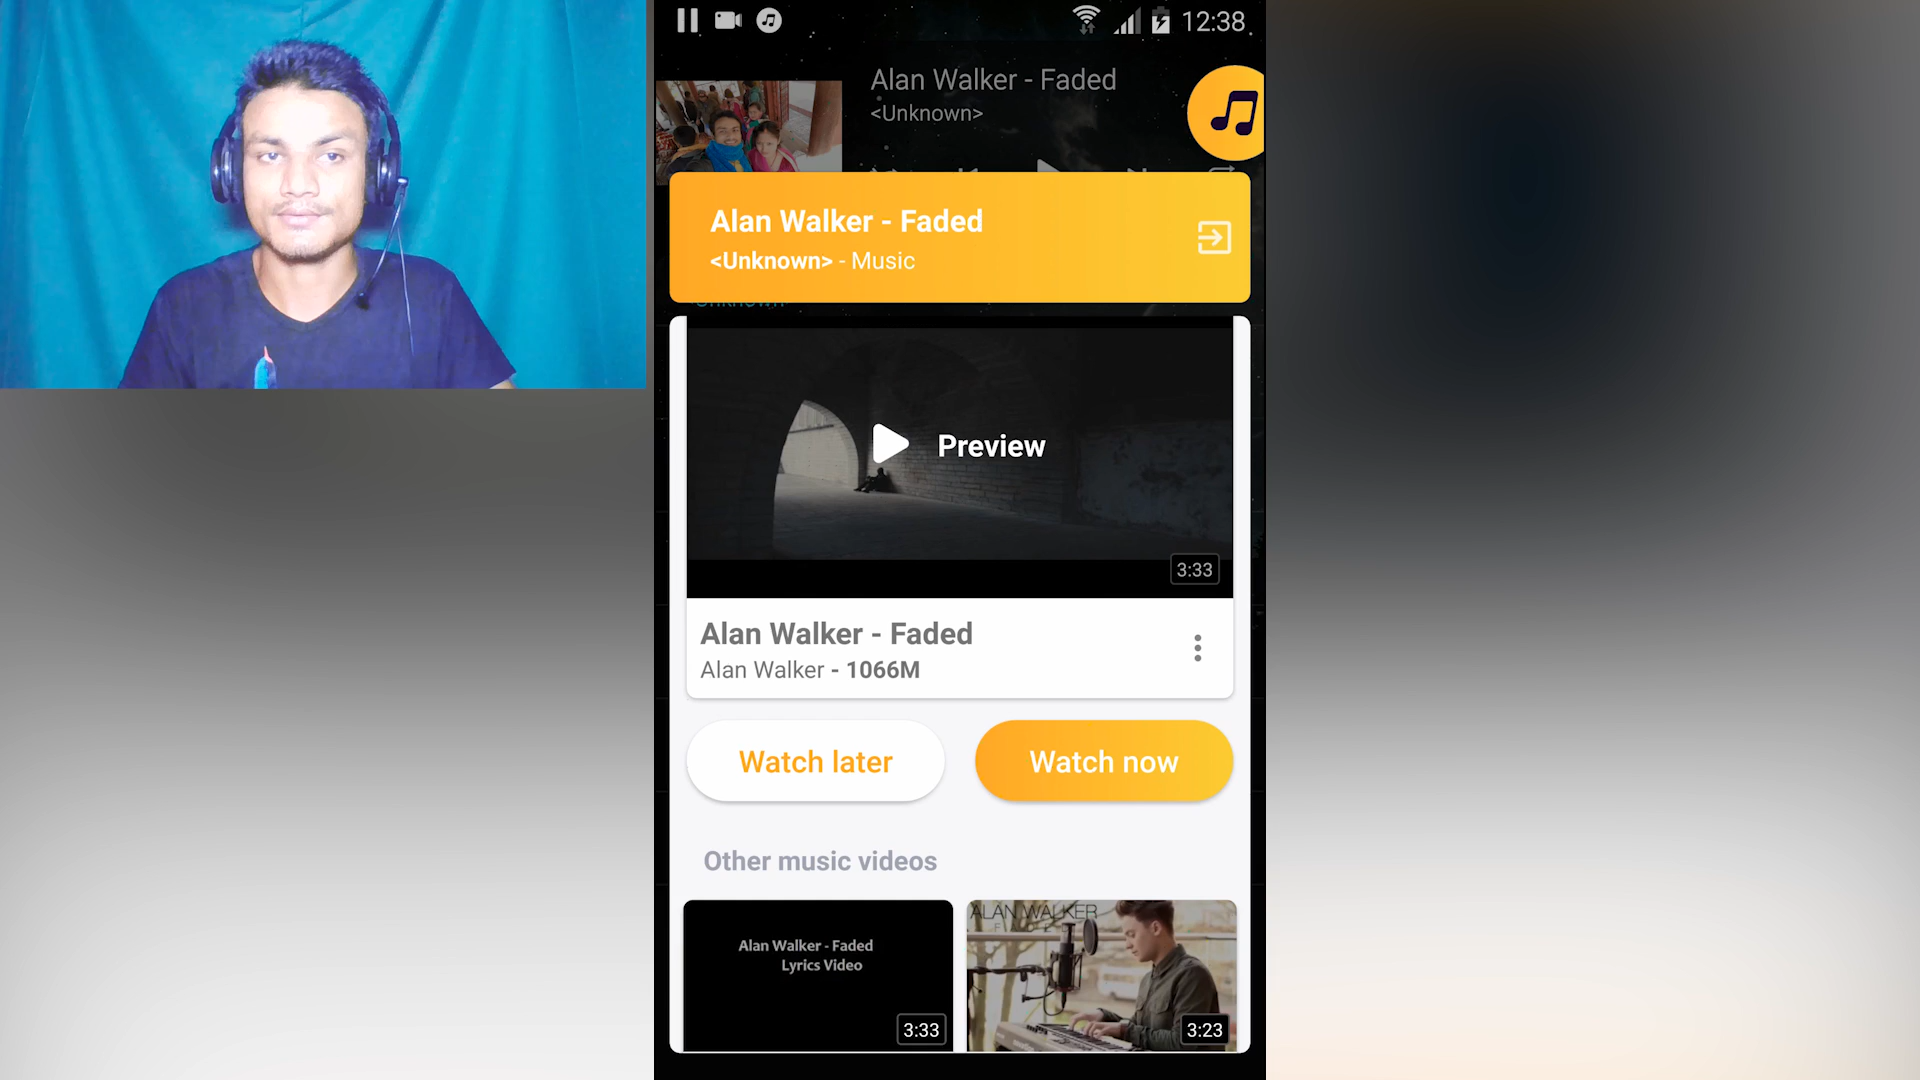 12:38
Alan Walker - Faded
<Unknown>
Alan Walker - Faded
<Unknown> - Music
Preview
3:33
Alan Walker - Faded
Alan Walker - 1066M
Watch later
Watch now
Other music videos
Alan Walker - Faded
Lyrics Video
3:33
ALAN WALKER
FADED
3:23